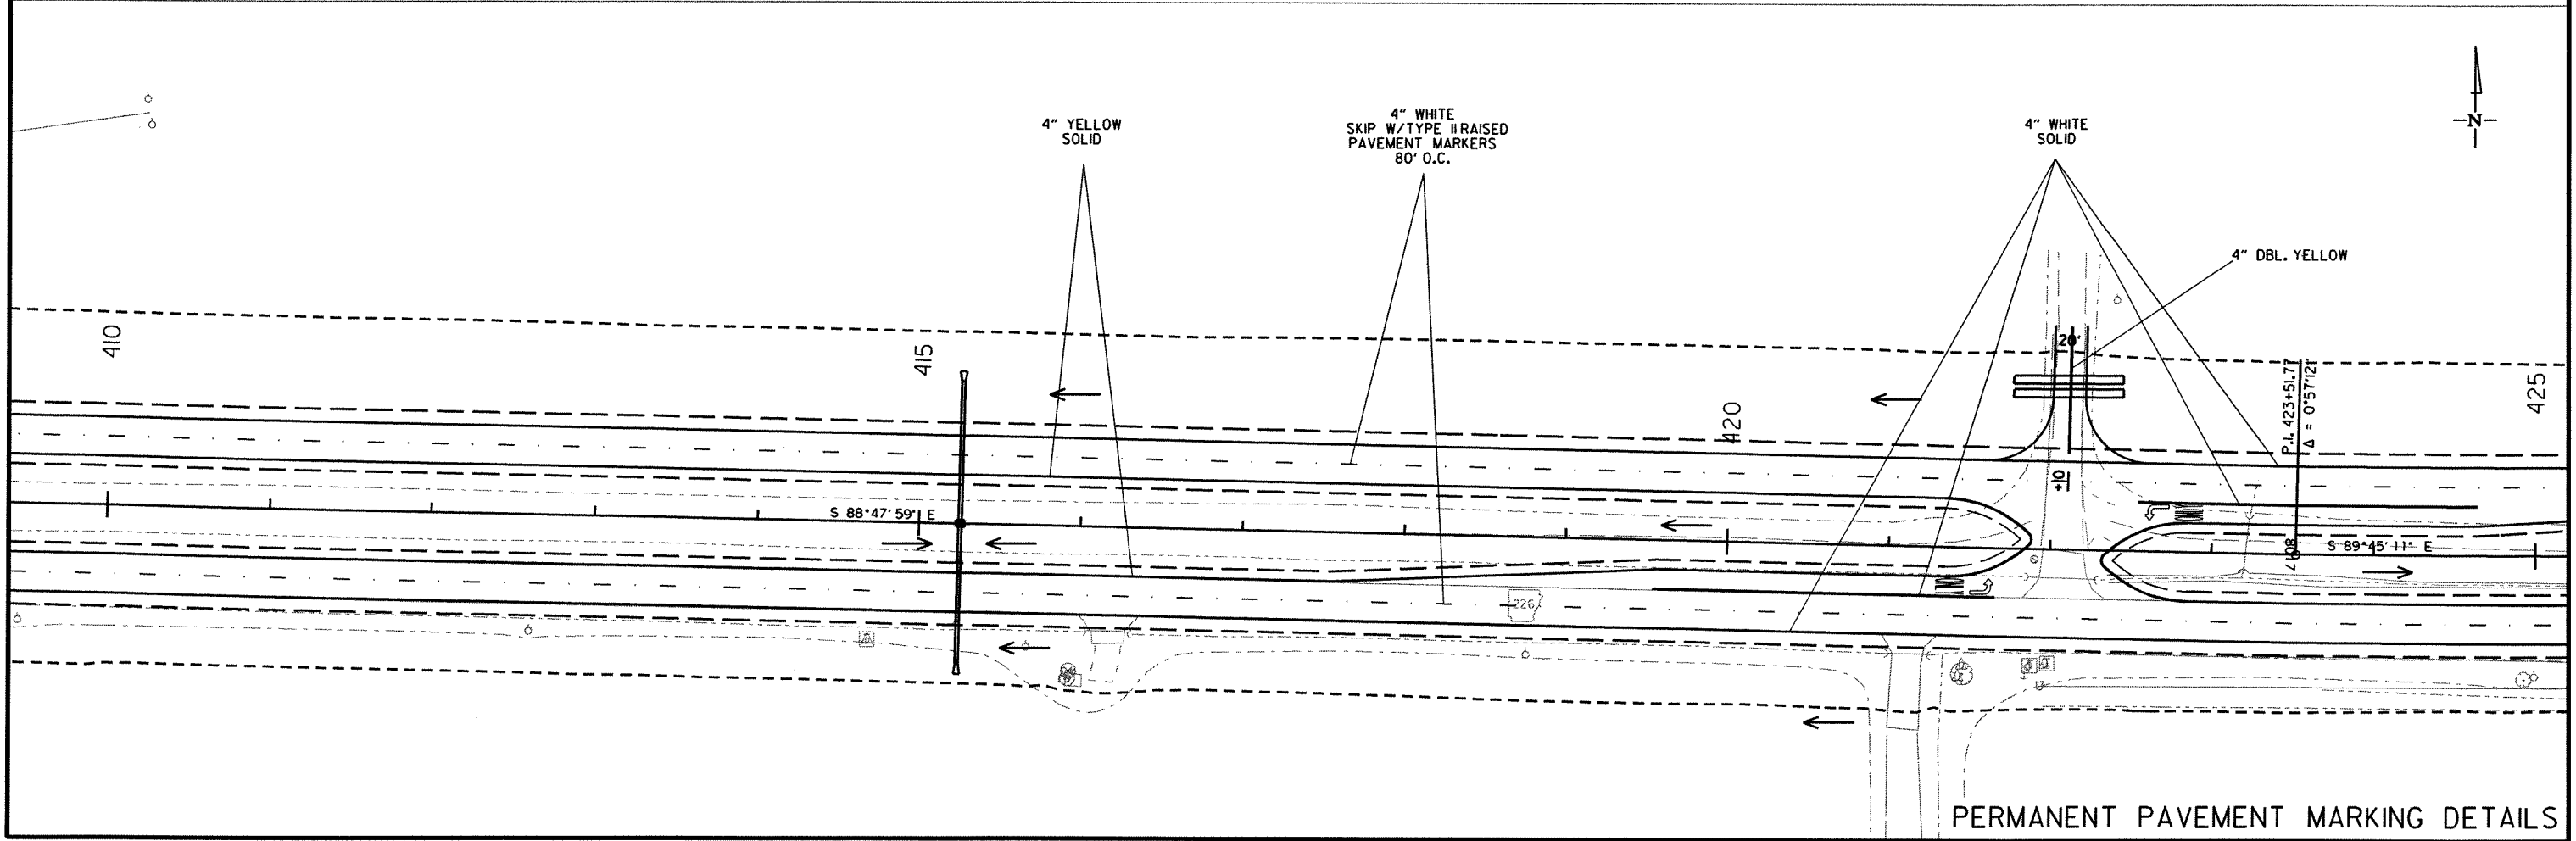 4" YELLOW
SOLID
4" WHITE
SKIP W/TYPE II RAISED
PAVEMENT MARKERS
80' O.C.
4" WHITE
SOLID
N
4" DBL. YELLOW
410
415
420
425
20'
+10
P.I. 423+51.77
Δ = 0°57'12"
S 88°47'59" E
S 89°45'11" E
226
PERMANENT PAVEMENT MARKING DETAILS